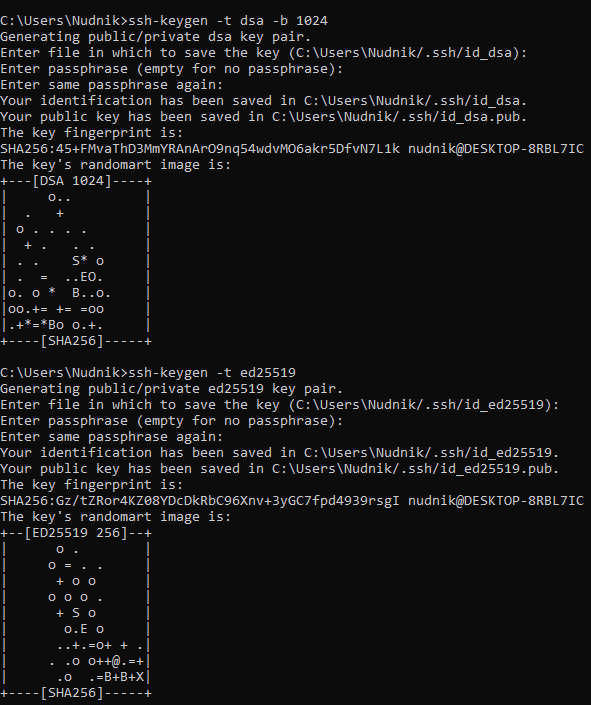 C:\Users\Nudnik>ssh-keygen -t dsa -b 1024
Generating public/private dsa key pair.
Enter file in which to save the key (C:\Users\Nudnik/.ssh/id_dsa):
Enter passphrase (empty for no passphrase):
Enter same passphrase again:
Your identification has been saved in C:\Users\Nudnik/.ssh/id_dsa.
Your public key has been saved in C:\Users\Nudnik/.ssh/id_dsa.pub.
The key fingerprint is:
SHA256:45+FMvaThD3MmYRAnArO9nq54wdvMO6akr5DfvN7L1k nudnik@DESKTOP-8RBL7IC
The key's randomart image is:
+---[DSA 1024]----+
|     o..         |
|  .   +          |
| o . . . .       |
|  + .   . .      |
| . .    S* o     |
| .  =  ..EO.     |
|o. o *  B..o.    |
|oo.+= += =oo     |
|.+*=*Bo o.+.     |
+----[SHA256]-----+
C:\Users\Nudnik>ssh-keygen -t ed25519
Generating public/private ed25519 key pair.
Enter file in which to save the key (C:\Users\Nudnik/.ssh/id_ed25519):
Enter passphrase (empty for no passphrase):
Enter same passphrase again:
Your identification has been saved in C:\Users\Nudnik/.ssh/id_ed25519.
Your public key has been saved in C:\Users\Nudnik/.ssh/id_ed25519.pub.
The key fingerprint is:
SHA256:Gz/tZRor4KZ08YDcDkRbC96Xnv+3yGC7fpd4939rsgI nudnik@DESKTOP-8RBL7IC
The key's randomart image is:
+--[ED25519 256]--+
|      o .        |
|     o = . .     |
|      + o o      |
|     o o o .     |
|      + S o      |
|       o.E o     |
|      ..+.=o+ + .|
|     . .o o++@.=+|
|      .o  .=B+B+X|
+----[SHA256]-----+